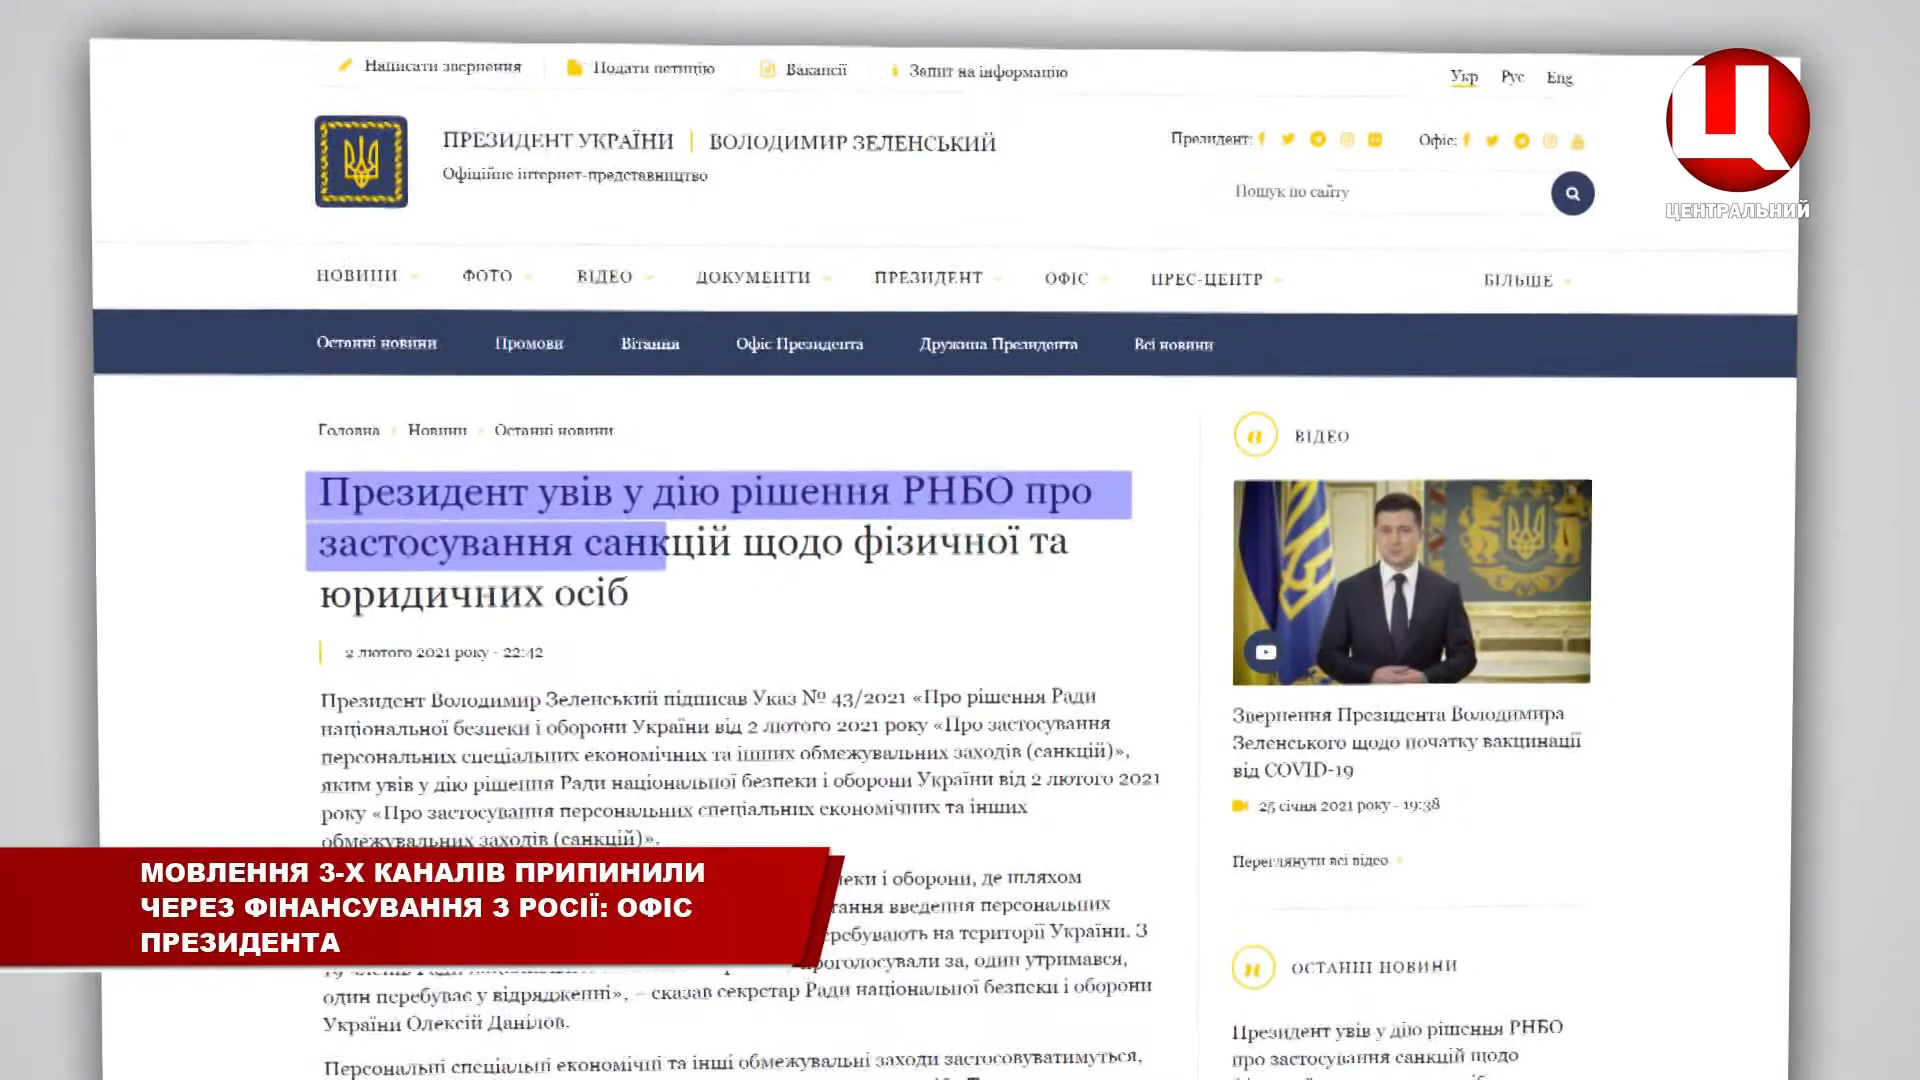 Написати звернення
Подати петицію
Вакансії
Запит на інформацію
Укр Рус Eng
ПРЕЗИДЕНТ УКРАЇНИ | ВОЛОДИМИР ЗЕЛЕНСЬКИЙ
Офіційне інтернет-представництво
Президент:
Офіс:
Пошук по сайту
Ц
ЦЕНТРАЛЬНИЙ
НОВИНИ ФОТО ВІДЕО ДОКУМЕНТИ ПРЕЗИДЕНТ ОФІС ПРЕС-ЦЕНТР БІЛЬШЕ
Останні новини Промови Вітання Офіс Президента Дружина Президента Всі новини
Головна Новини Останні новини
Президент увів у дію рішення РНБО про
застосування санкцій щодо фізичної та
юридичних осіб
2 лютого 2021 року - 22:42
Президент Володимир Зеленський підписав Указ № 43/2021 «Про рішення Ради
національної безпеки і оборони України від 2 лютого 2021 року «Про застосування
персональних спеціальних економічних та інших обмежувальних заходів (санкцій)»,
яким увів у дію рішення Ради національної безпеки і оборони України від 2 лютого 2021
року «Про застосування персональних спеціальних економічних та інших
обмежувальних заходів (санкцій)».
і оборони, де шляхом
введення персональних
на території України. З
за, один утримався,
один перебуває у відрядженні», – сказав секретар Ради національної безпеки і оборони
України Олексій Данілов.
Персональні спеціальні економічні та інші обмежувальні заходи застосовуватимуться,
МОВЛЕННЯ 3-Х КАНАЛІВ ПРИПИНИЛИ
ЧЕРЕЗ ФІНАНСУВАННЯ З РОСІЇ: ОФІС
ПРЕЗИДЕНТА
ВІДЕО
Звернення Президента Володимира
Зеленського щодо початку вакцинації
від COVID-19
25 січня 2021 року - 19:38
Переглянути всі відео
ОСТАННІ НОВИНИ
Президент увів у дію рішення РНБО
про застосування санкцій щодо